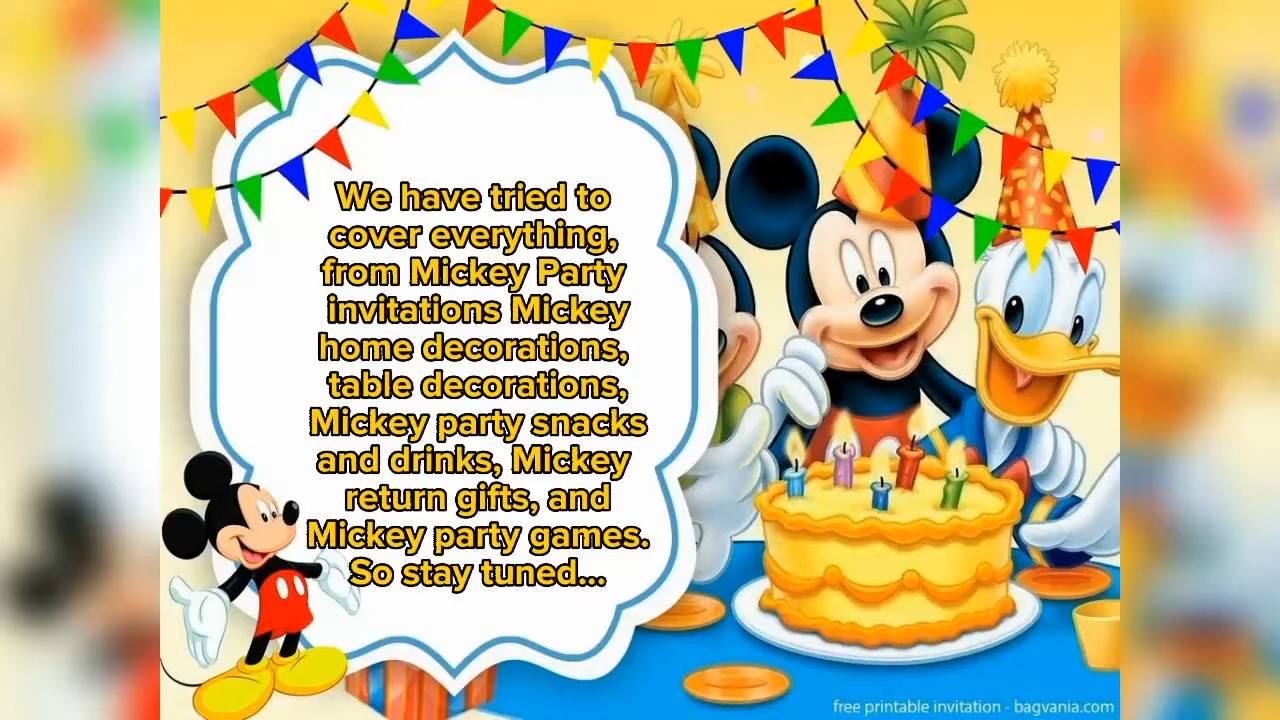 We have tried to
cover everything,
from Mickey Party
invitations Mickey
home decorations,
table decorations,
Mickey party snacks
and drinks, Mickey
return gifts, and
Mickey party games.
So stay tuned...
free printable invitation - bagvania.com